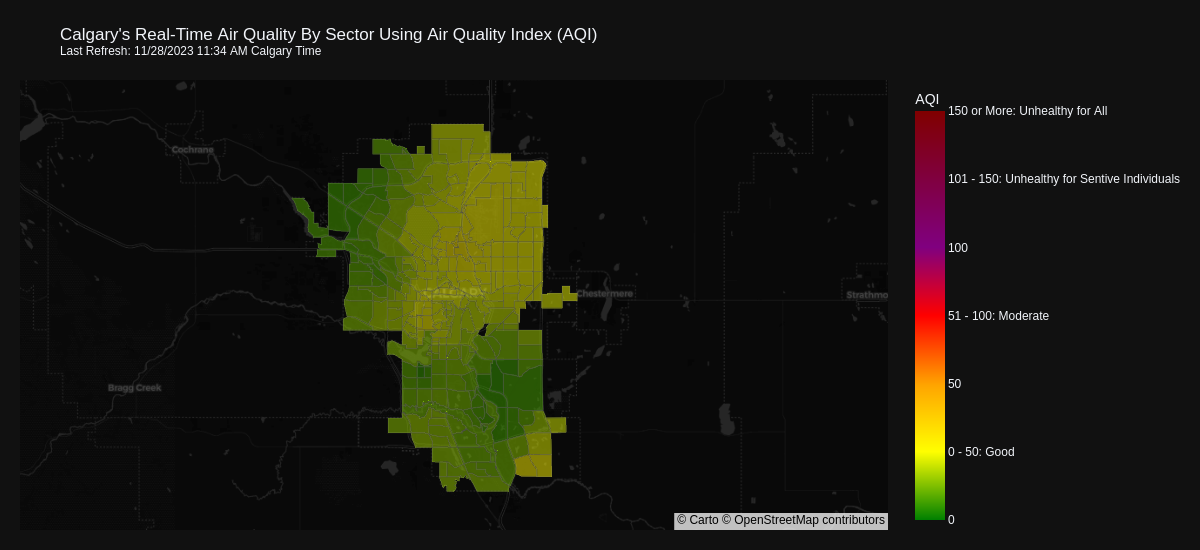 Calgary's Real-Time Air Quality By Sector Using Air Quality Index (AQI)
Last Refresh: 11/28/2023 11:34 AM Calgary Time
AQI
150 or More: Unhealthy for All
Cochrane
101 - 150: Unhealthy for Sentive Individuals
100
CALGARY
Chestermere
Strathmo
51 - 100: Moderate
50
Bragg Creek
0 - 50: Good
© Carto © OpenStreetMap contributors
0